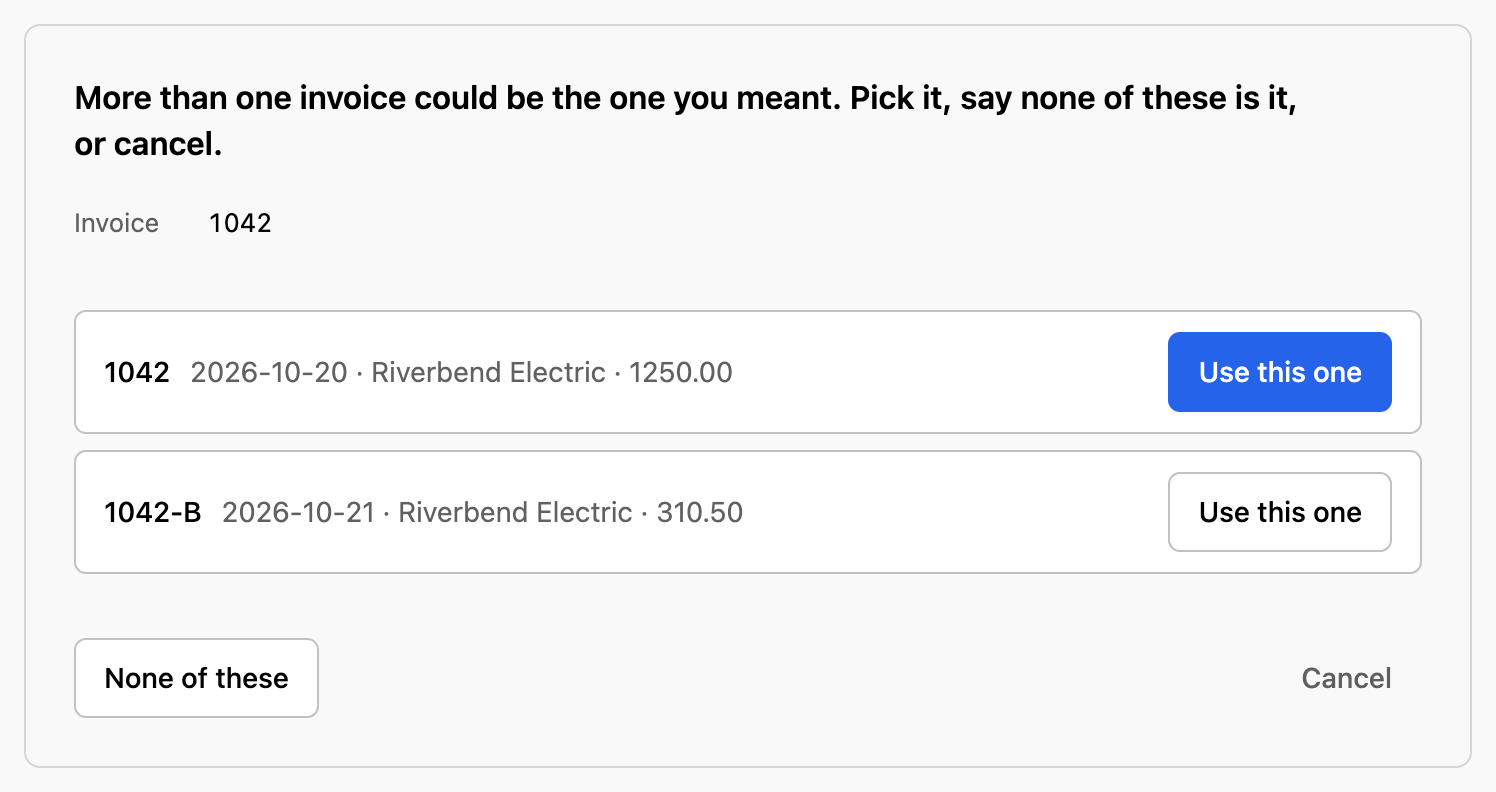 More than one invoice could be the one you meant. Pick it, say none of these is it,
or cancel.
Invoice 1042
1042 2026-10-20 · Riverbend Electric · 1250.00 Use this one
1042-B 2026-10-21 · Riverbend Electric · 310.50 Use this one
None of these Cancel